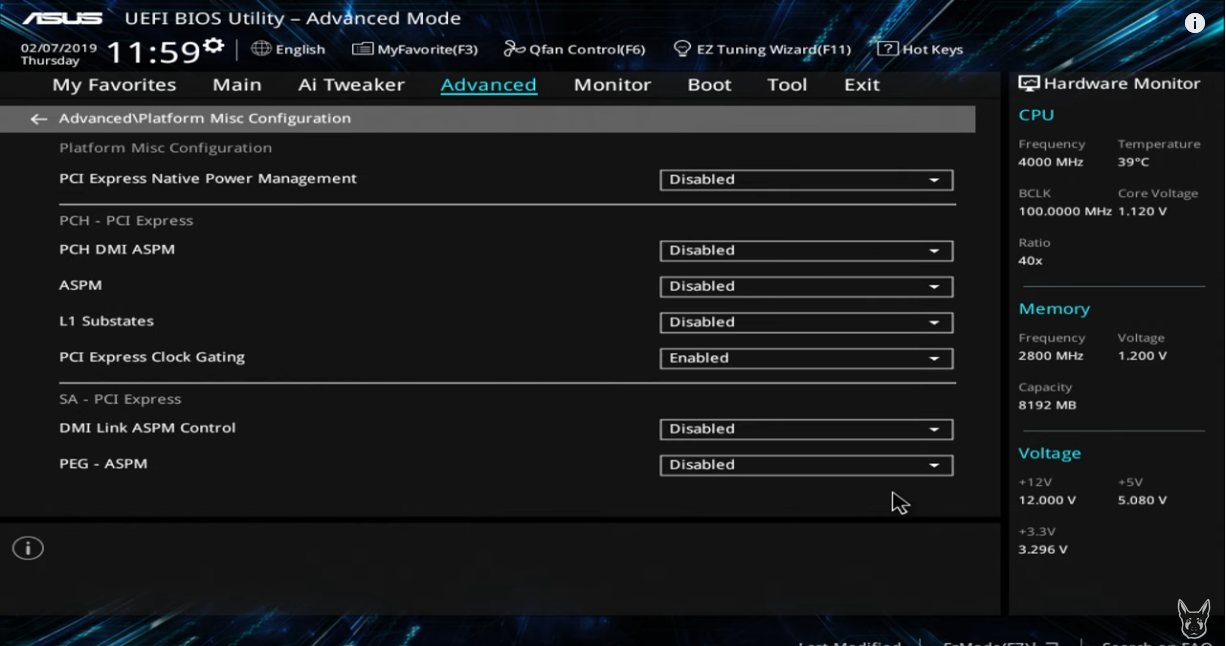 ASUS UEFI BIOS Utility – Advanced Mode
02/07/2019
Thursday
11:59
English MyFavorite(F3) Qfan Control(F6) EZ Tuning Wizard(F11) Hot Keys
My Favorites Main Ai Tweaker Advanced Monitor Boot Tool Exit
Advanced\Platform Misc Configuration
Platform Misc Configuration
PCI Express Native Power Management Disabled
PCH - PCI Express
PCH DMI ASPM Disabled
ASPM Disabled
L1 Substates Disabled
PCI Express Clock Gating Enabled
SA - PCI Express
DMI Link ASPM Control Disabled
PEG - ASPM Disabled
Hardware Monitor
CPU
Frequency Temperature
4000 MHz 39°C
BCLK Core Voltage
100.0000 MHz 1.120 V
Ratio
40x
Memory
Frequency Voltage
2800 MHz 1.200 V
Capacity
8192 MB
Voltage
+12V +5V
12.000 V 5.080 V
+3.3V
3.296 V
Last Modified EzMode(F7) Search on FAQ